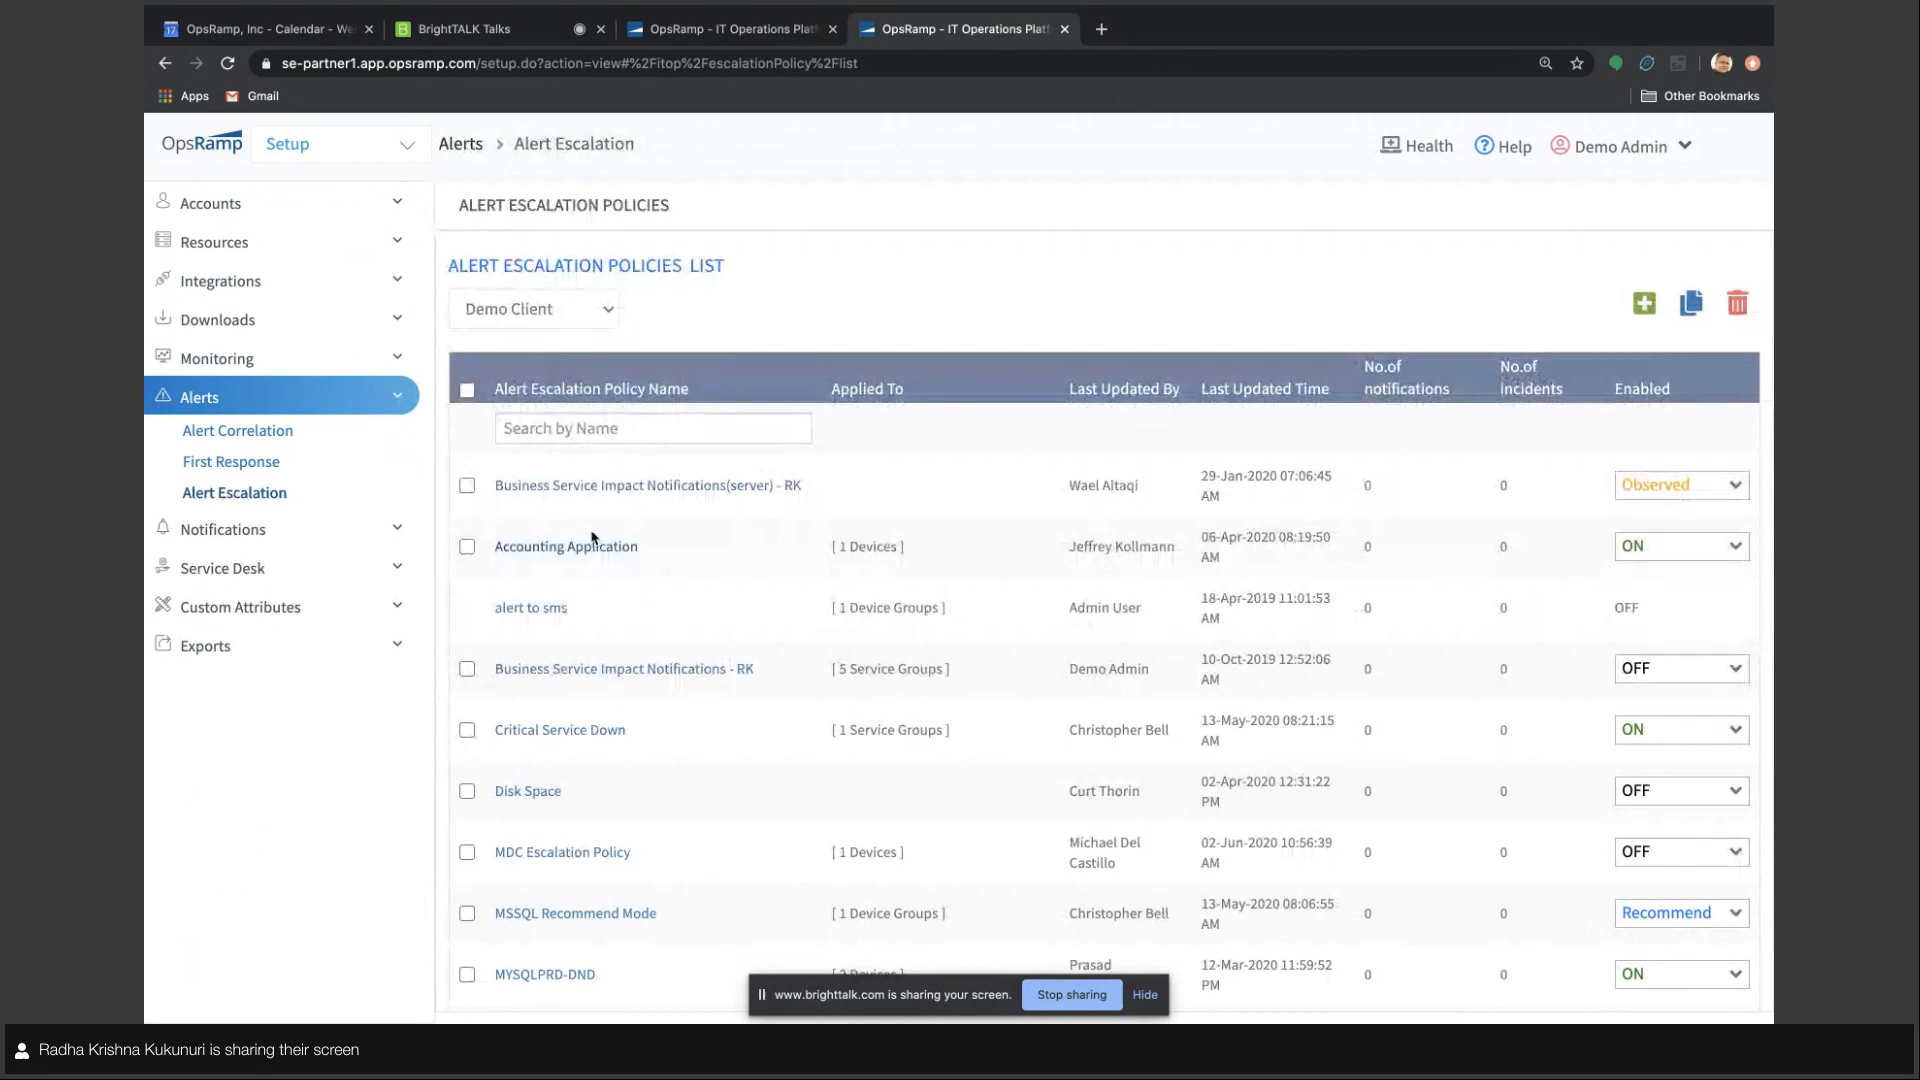 OpsRamp, Inc - Calendar - We
BrightTALK Talks
OpsRamp - IT Operations Platf
OpsRamp - IT Operations Platf
se-partner1.app.opsramp.com/setup.do?action=view#%2Fitop%2FescalationPolicy%2Flist
Apps
Gmail
Other Bookmarks
OpsRamp
Setup
Alerts > Alert Escalation
Health
Help
Demo Admin
Accounts
Resources
Integrations
Downloads
Monitoring
Alerts
Alert Correlation
First Response
Alert Escalation
Notifications
Service Desk
Custom Attributes
Exports
ALERT ESCALATION POLICIES
ALERT ESCALATION POLICIES LIST
Demo Client
Alert Escalation Policy Name Applied To Last Updated By Last Updated Time No.of notifications No.of incidents Enabled
Search by Name
Business Service Impact Notifications(server) - RK Wael Altaqi 29-Jan-2020 07:06:45 AM 0 0 Observed
Accounting Application [ 1 Devices ] Jeffrey Kollmann 06-Apr-2020 08:19:50 AM 0 0 ON
alert to sms [ 1 Device Groups ] Admin User 18-Apr-2019 11:01:53 AM 0 0 OFF
Business Service Impact Notifications - RK [ 5 Service Groups ] Demo Admin 10-Oct-2019 12:52:06 AM 0 0 OFF
Critical Service Down [ 1 Service Groups ] Christopher Bell 13-May-2020 08:21:15 AM 0 0 ON
Disk Space Curt Thorin 02-Apr-2020 12:31:22 PM 0 0 OFF
MDC Escalation Policy [ 1 Devices ] Michael Del Castillo 02-Jun-2020 10:56:39 AM 0 0 OFF
MSSQL Recommend Mode [ 1 Device Groups ] Christopher Bell 13-May-2020 08:06:55 AM 0 0 Recommend
MYSQLPRD-DND Prasad 12-Mar-2020 11:59:52 PM 0 0 ON
www.brighttalk.com is sharing your screen.
Stop sharing
Hide
Radha Krishna Kukunuri is sharing their screen